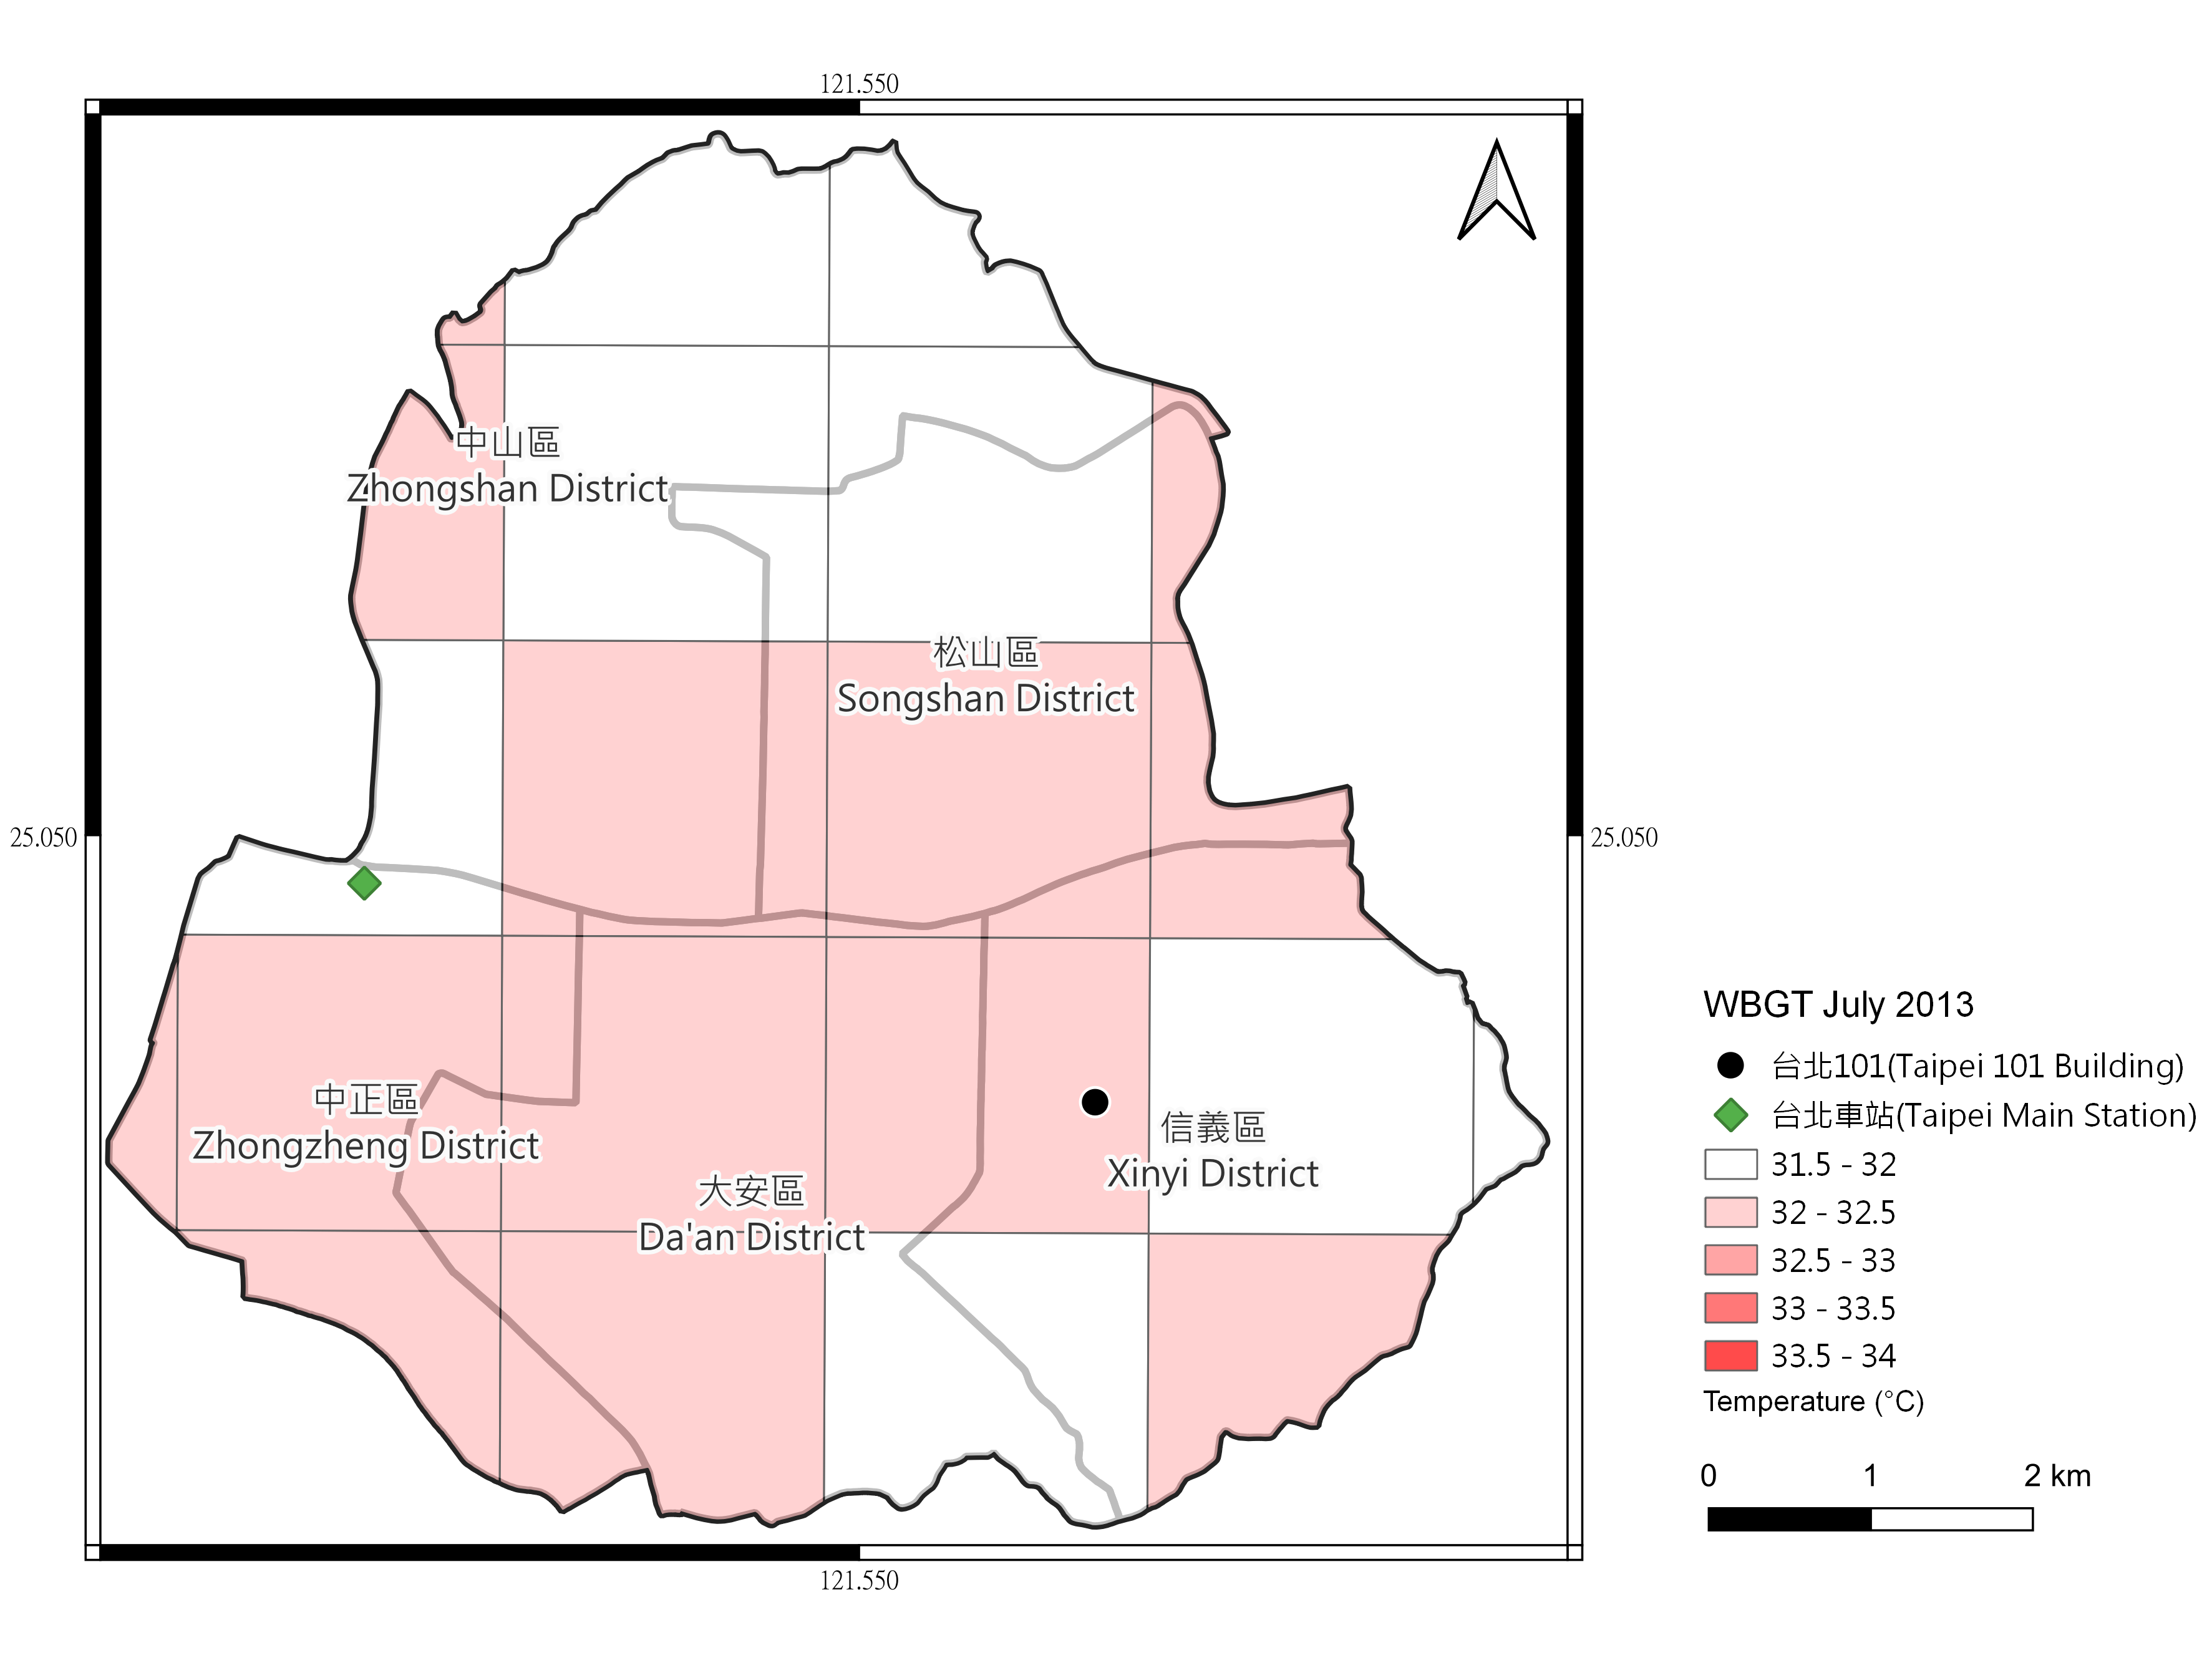 121.550
中山區
Zhongshan District
松山區
Songshan District
25.050
25.050
中正區
Zhongzheng District
信義區
Xinyi District
大安區
Da'an District
121.550
WBGT July 2013
台北101(Taipei 101 Building)
台北車站(Taipei Main Station)
31.5 - 32
32 - 32.5
32.5 - 33
33 - 33.5
33.5 - 34
Temperature (°C)
0 1 2 km